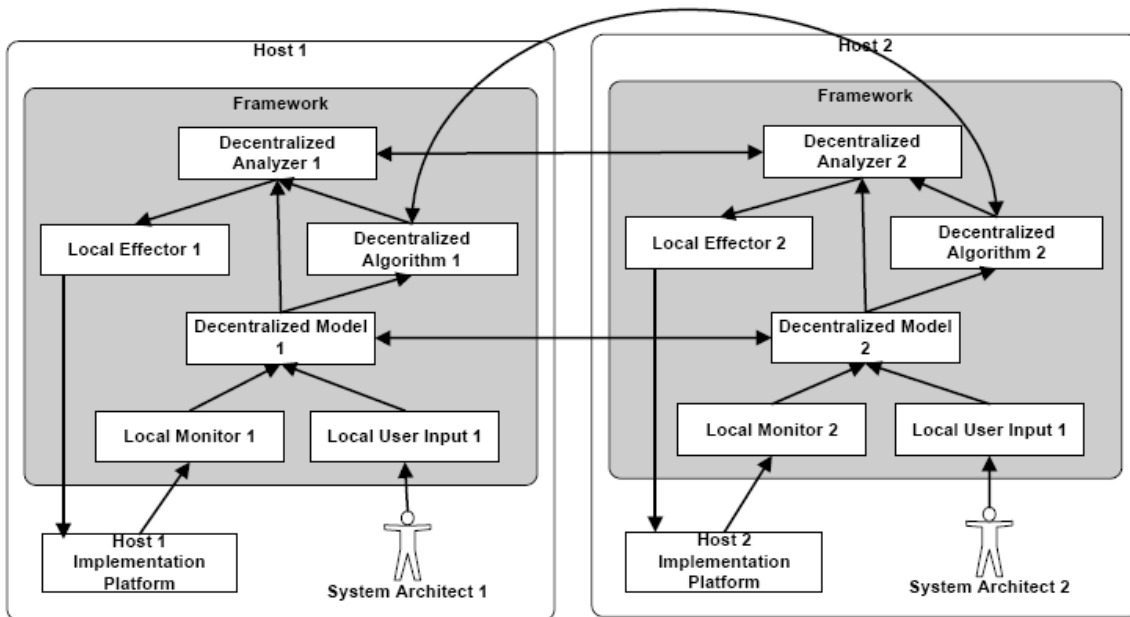 Host 1
Framework
Decentralized
Analyzer 1
Local Effector 1
Decentralized
Algorithm 1
Decentralized Model
1
Local Monitor 1
Local User Input 1
Host 1
Implementation
Platform
System Architect 1
Host 2
Framework
Decentralized
Analyzer 2
Local Effector 2
Decentralized
Algorithm 2
Decentralized Model
2
Local Monitor 2
Local User Input 1
Host 2
Implementation
Platform
System Architect 2